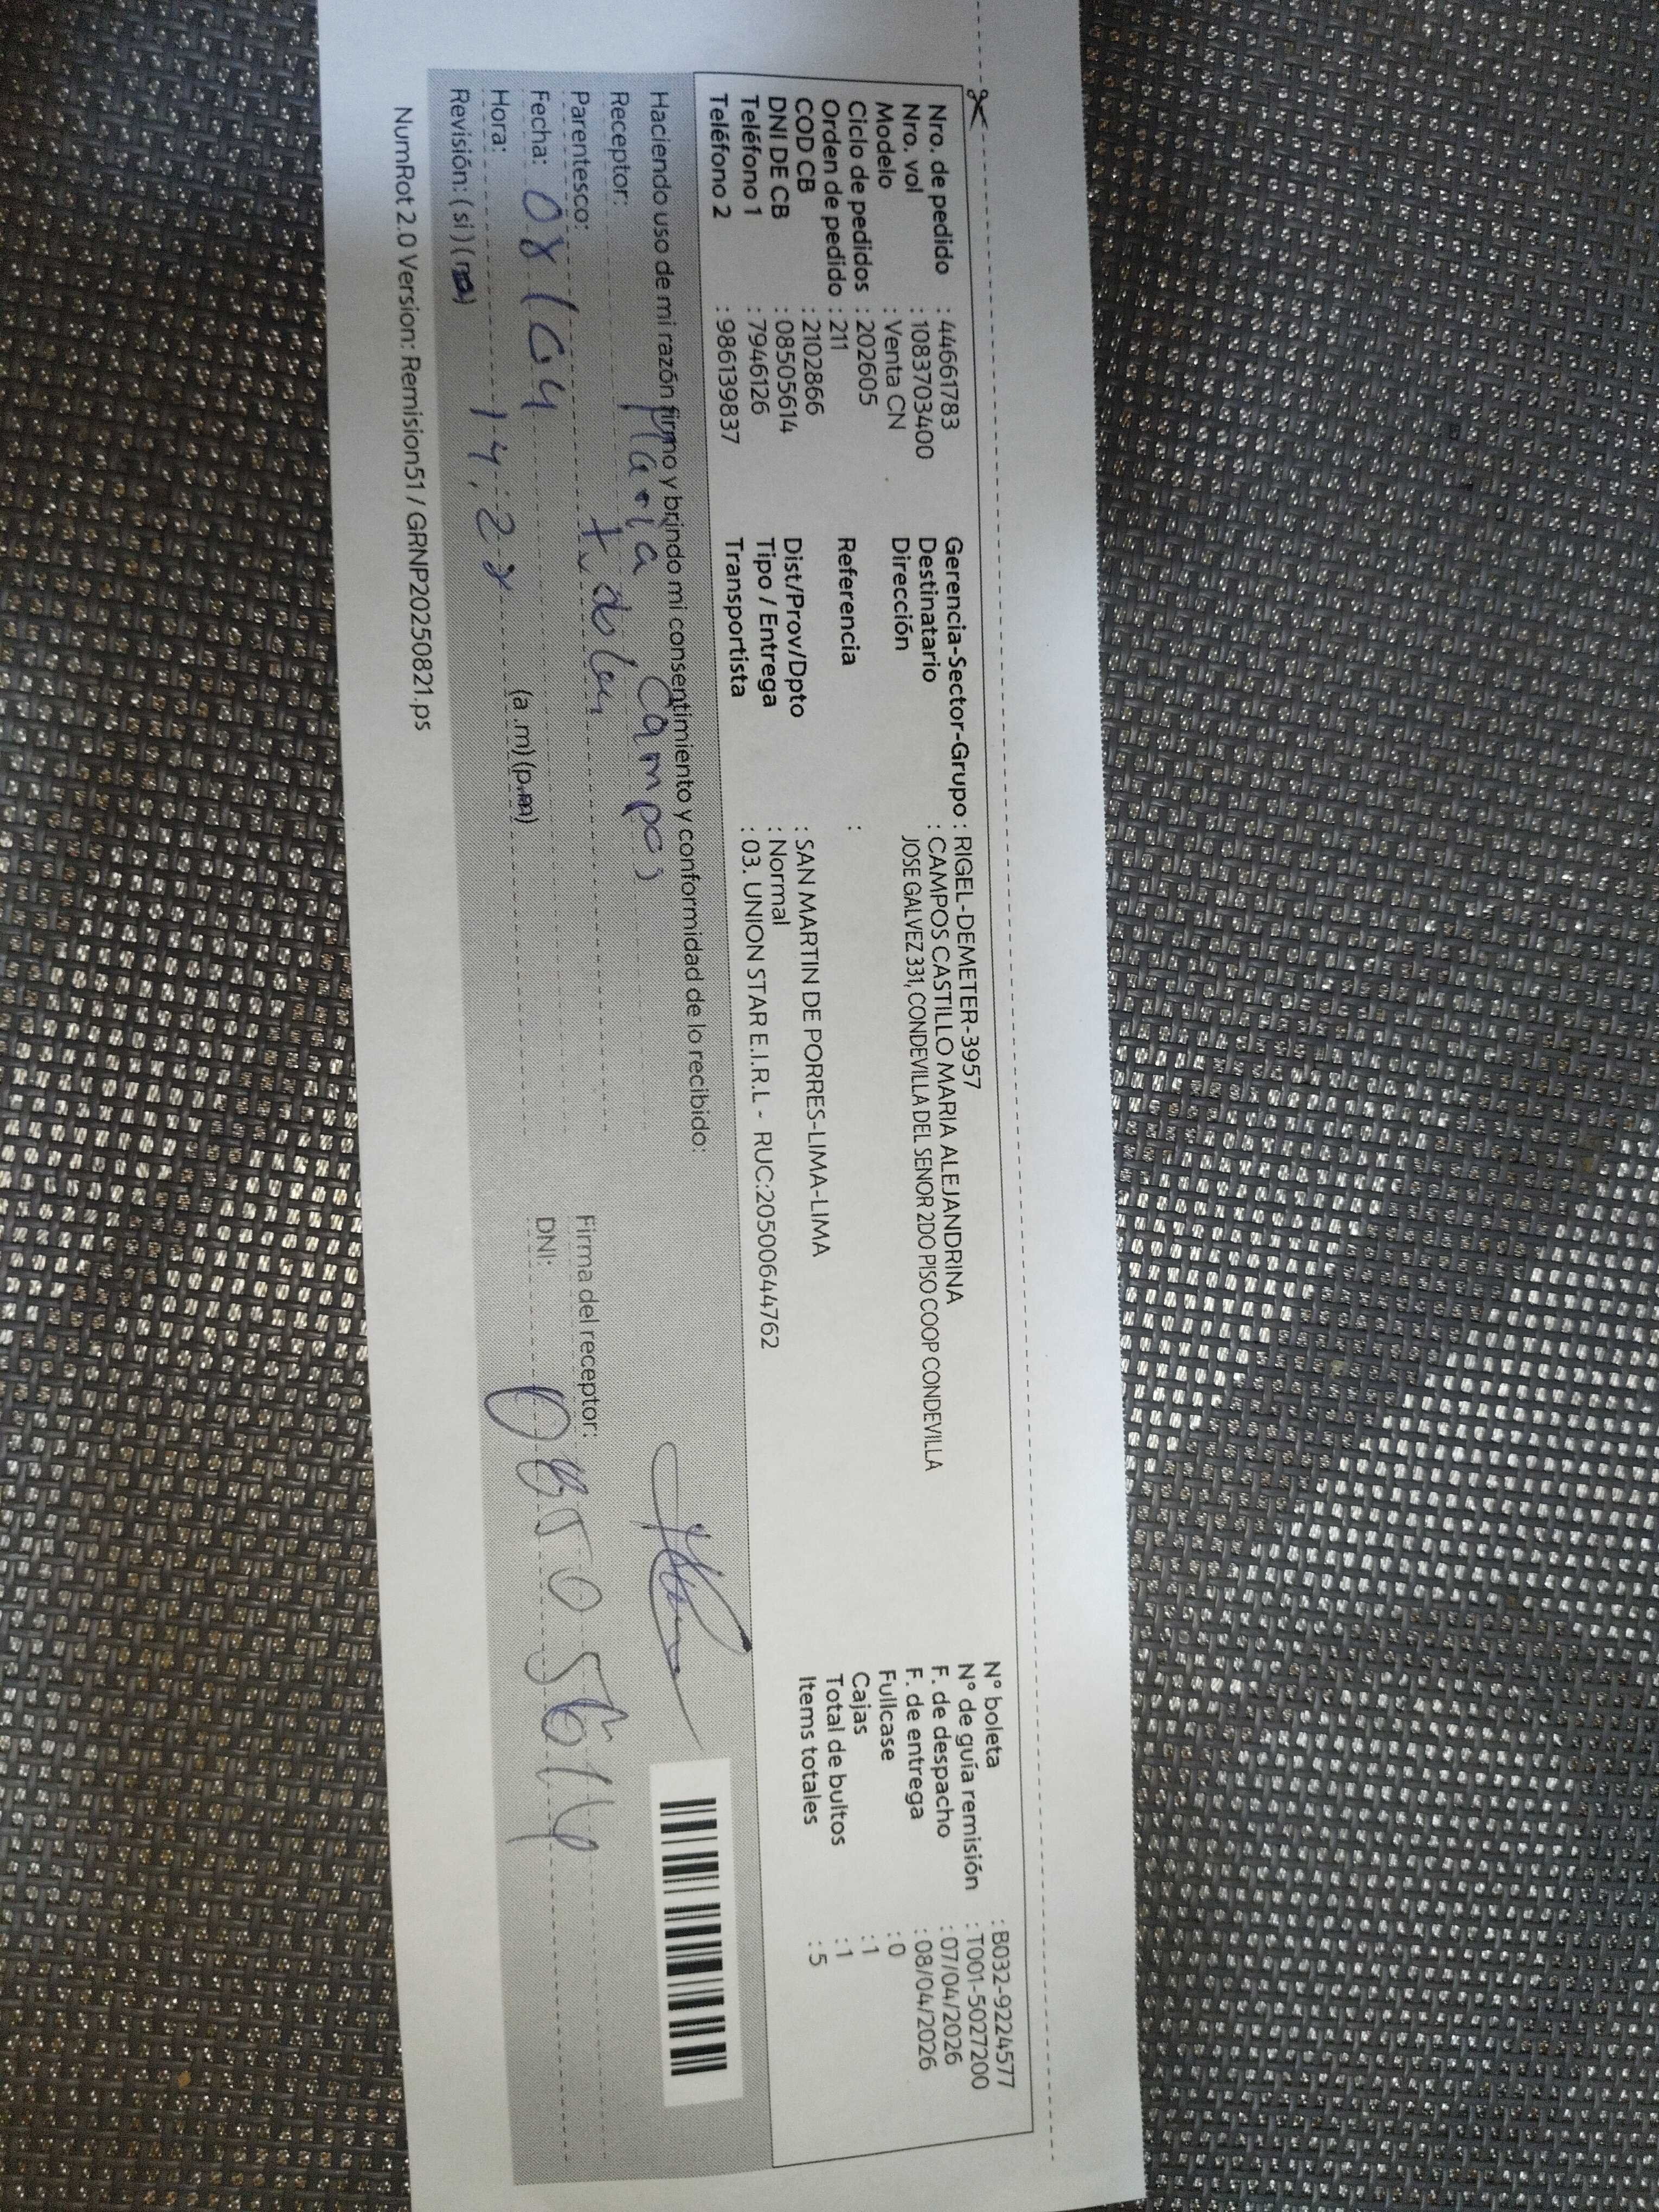 Nro. de pedido : 44661783
Nro. vol : 1083703400
Modelo : Venta CN
Ciclo de pedidos : 202605
Orden de pedido : 211
COD CB : 2102866
DNI DE CB : 08505614
Teléfono 1 : 7946126
Teléfono 2 : 986139837
Gerencia-Sector-Grupo : RIGEL-DEMETER-3957
Destinatario : CAMPOS CASTILLO MARIA ALEJANDRINA
Dirección JOSE GALVEZ 331, CONDEVILLA DEL SENOR 2DO PISO COOP CONDEVILLA
Referencia :
Dist/Prov/Dpto : SAN MARTIN DE PORRES-LIMA-LIMA
Tipo / Entrega : Normal
Transportista : 03. UNION STAR E.I.R.L - RUC:20500644762
N° boleta : B032-9224577
N° de guía remisión : T001-50277200
F. de despacho : 07/04/2026
F. de entrega : 08/04/2026
Fullcase : 0
Cajas : 1
Total de bultos : 1
Items totales : 5
Haciendo uso de mi razón firmo y brindo mi consentimiento y conformidad de lo recibido:
Receptor: Maria Campos
Parentesco:
Fecha: 08/04
Hora: (a .m) (p.m)
Revisión: ( si ) ( no )
Firma del receptor:
DNI: 08505614
NumRot 2.0 Version: Remision51 / GRNP20250821.ps